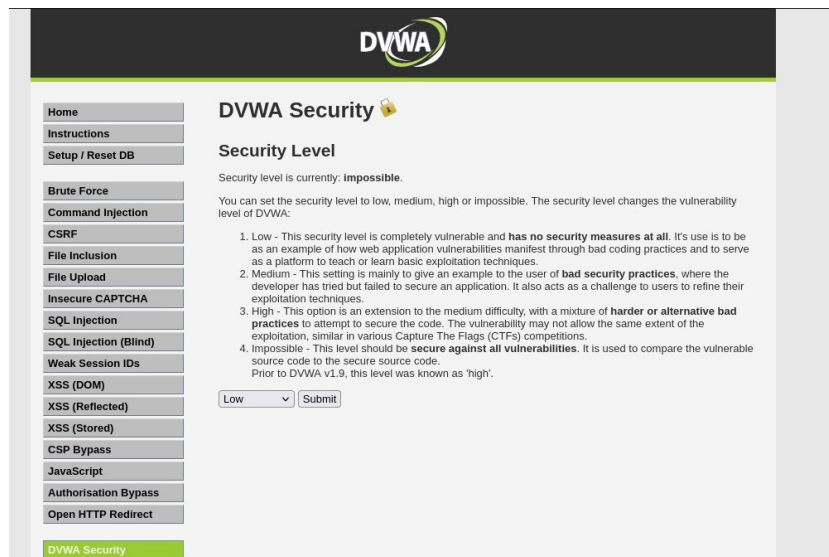 DVWA
Home
Instructions
Setup / Reset DB
Brute Force
Command Injection
CSRF
File Inclusion
File Upload
Insecure CAPTCHA
SQL Injection
SQL Injection (Blind)
Weak Session IDs
XSS (DOM)
XSS (Reflected)
XSS (Stored)
CSP Bypass
JavaScript
Authorisation Bypass
Open HTTP Redirect
DVWA Security
DVWA Security
Security Level
Security level is currently: impossible.
You can set the security level to low, medium, high or impossible. The security level changes the vulnerability
level of DVWA:
1. Low - This security level is completely vulnerable and has no security measures at all. It's use is to be
as an example of how web application vulnerabilities manifest through bad coding practices and to serve
as a platform to teach or learn basic exploitation techniques.
2. Medium - This setting is mainly to give an example to the user of bad security practices, where the
developer has tried but failed to secure an application. It also acts as a challenge to users to refine their
exploitation techniques.
3. High - This option is an extension to the medium difficulty, with a mixture of harder or alternative bad
practices to attempt to secure the code. The vulnerability may not allow the same extent of the
exploitation, similar in various Capture The Flags (CTFs) competitions.
4. Impossible - This level should be secure against all vulnerabilities. It is used to compare the vulnerable
source code to the secure source code.
Prior to DVWA v1.9, this level was known as 'high'.
Low Submit